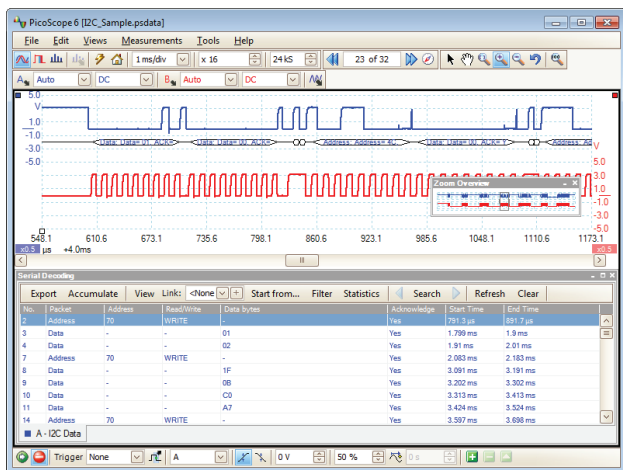 PicoScope 6 [I2C_Sample.psdata]
File Edit Views Measurements Tools Help
1 ms/div x 16 24 kS 23 of 32
A Auto DC B Auto DC
5.0
V
1.0
-1.0
-3.0
-5.0
Data: Data= 01 ACK= Data: Data= 00 ACK= Address: Address= 4C Data: Data= 00 ACK= Y Address: Ad
V
5.0
3.0
1.0
-1.0
-3.0
-5.0
Zoom Overview
548.1 610.6 673.1 735.6 798.1 860.6 923.1 985.6 1048.1 1110.6 1173.1
x0.5 µs +4.0ms x0.5
Serial Decoding
Export Accumulate View Link: <None Start from... Filter Statistics Search Refresh Clear
No. Packet Address Read/Write Data bytes Acknowledge Start Time End Time
2 Address 70 WRITE - Yes 791.3 µs 891.7 µs
3 Data - 01 Yes 1.799 ms 1.9 ms
4 Data - 02 Yes 1.91 ms 2.01 ms
7 Address 70 WRITE - Yes 2.083 ms 2.183 ms
8 Data - 1F Yes 3.091 ms 3.191 ms
9 Data - 0B Yes 3.202 ms 3.302 ms
10 Data - C0 Yes 3.313 ms 3.413 ms
11 Data - A7 Yes 3.424 ms 3.524 ms
14 Address 70 WRITE - Yes 3.597 ms 3.698 ms
A - I2C Data
Trigger None A 0 V 50 % 0 s